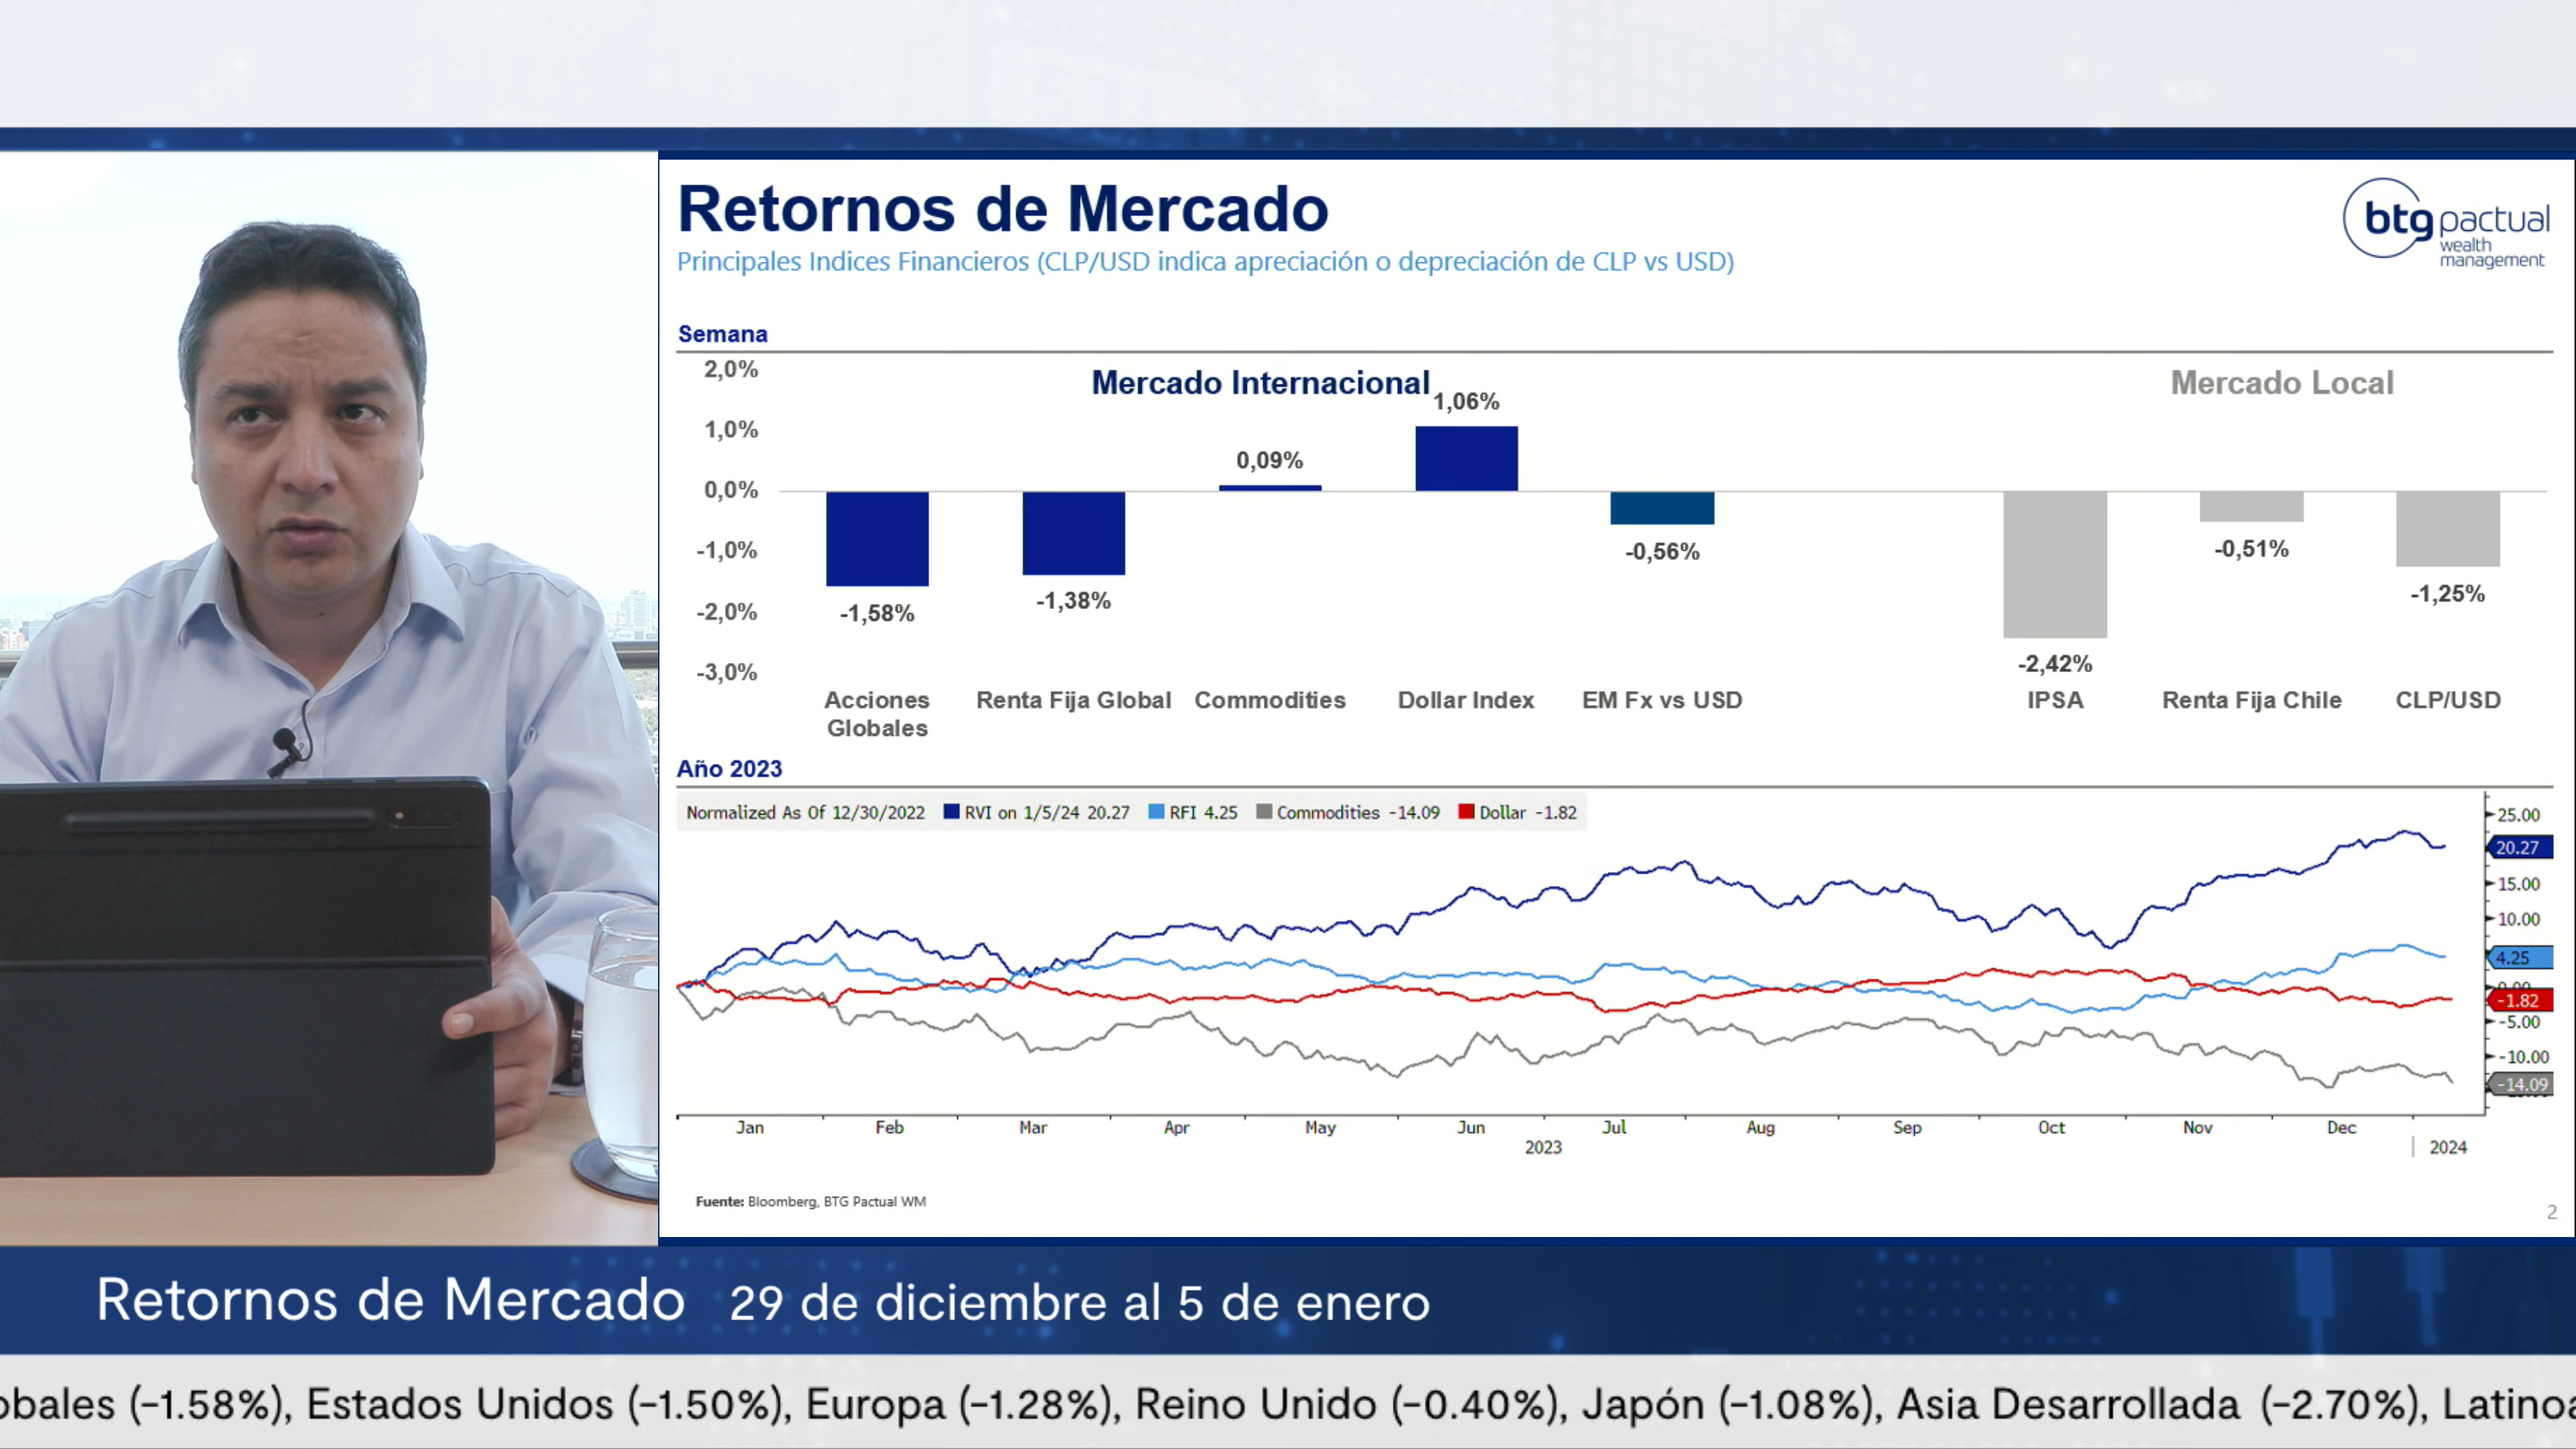 Retornos de Mercado
Principales Indices Financieros (CLP/USD indica apreciación o depreciación de CLP vs USD)
btg pactual
wealth
management
Semana
Mercado Internacional
Mercado Local
2,0%
1,0%
0,0%
-1,0%
-2,0%
-3,0%
-1,58%
-1,38%
0,09%
1,06%
-0,56%
-2,42%
-0,51%
-1,25%
Acciones
Globales
Renta Fija Global
Commodities
Dollar Index
EM Fx vs USD
IPSA
Renta Fija Chile
CLP/USD
Año 2023
Normalized As Of 12/30/2022 RVI on 1/5/24 20.27 RFI 4.25 Commodities -14.09 Dollar -1.82
25.00
20.27
15.00
10.00
4.25
-1.82
-5.00
-10.00
-14.09
Jan Feb Mar Apr May Jun Jul Aug Sep Oct Nov Dec
2023 2024
Fuente: Bloomberg, BTG Pactual WM
2
Retornos de Mercado 29 de diciembre al 5 de enero
obales (-1.58%), Estados Unidos (-1.50%), Europa (-1.28%), Reino Unido (-0.40%), Japón (-1.08%), Asia Desarrollada (-2.70%), Latinoa